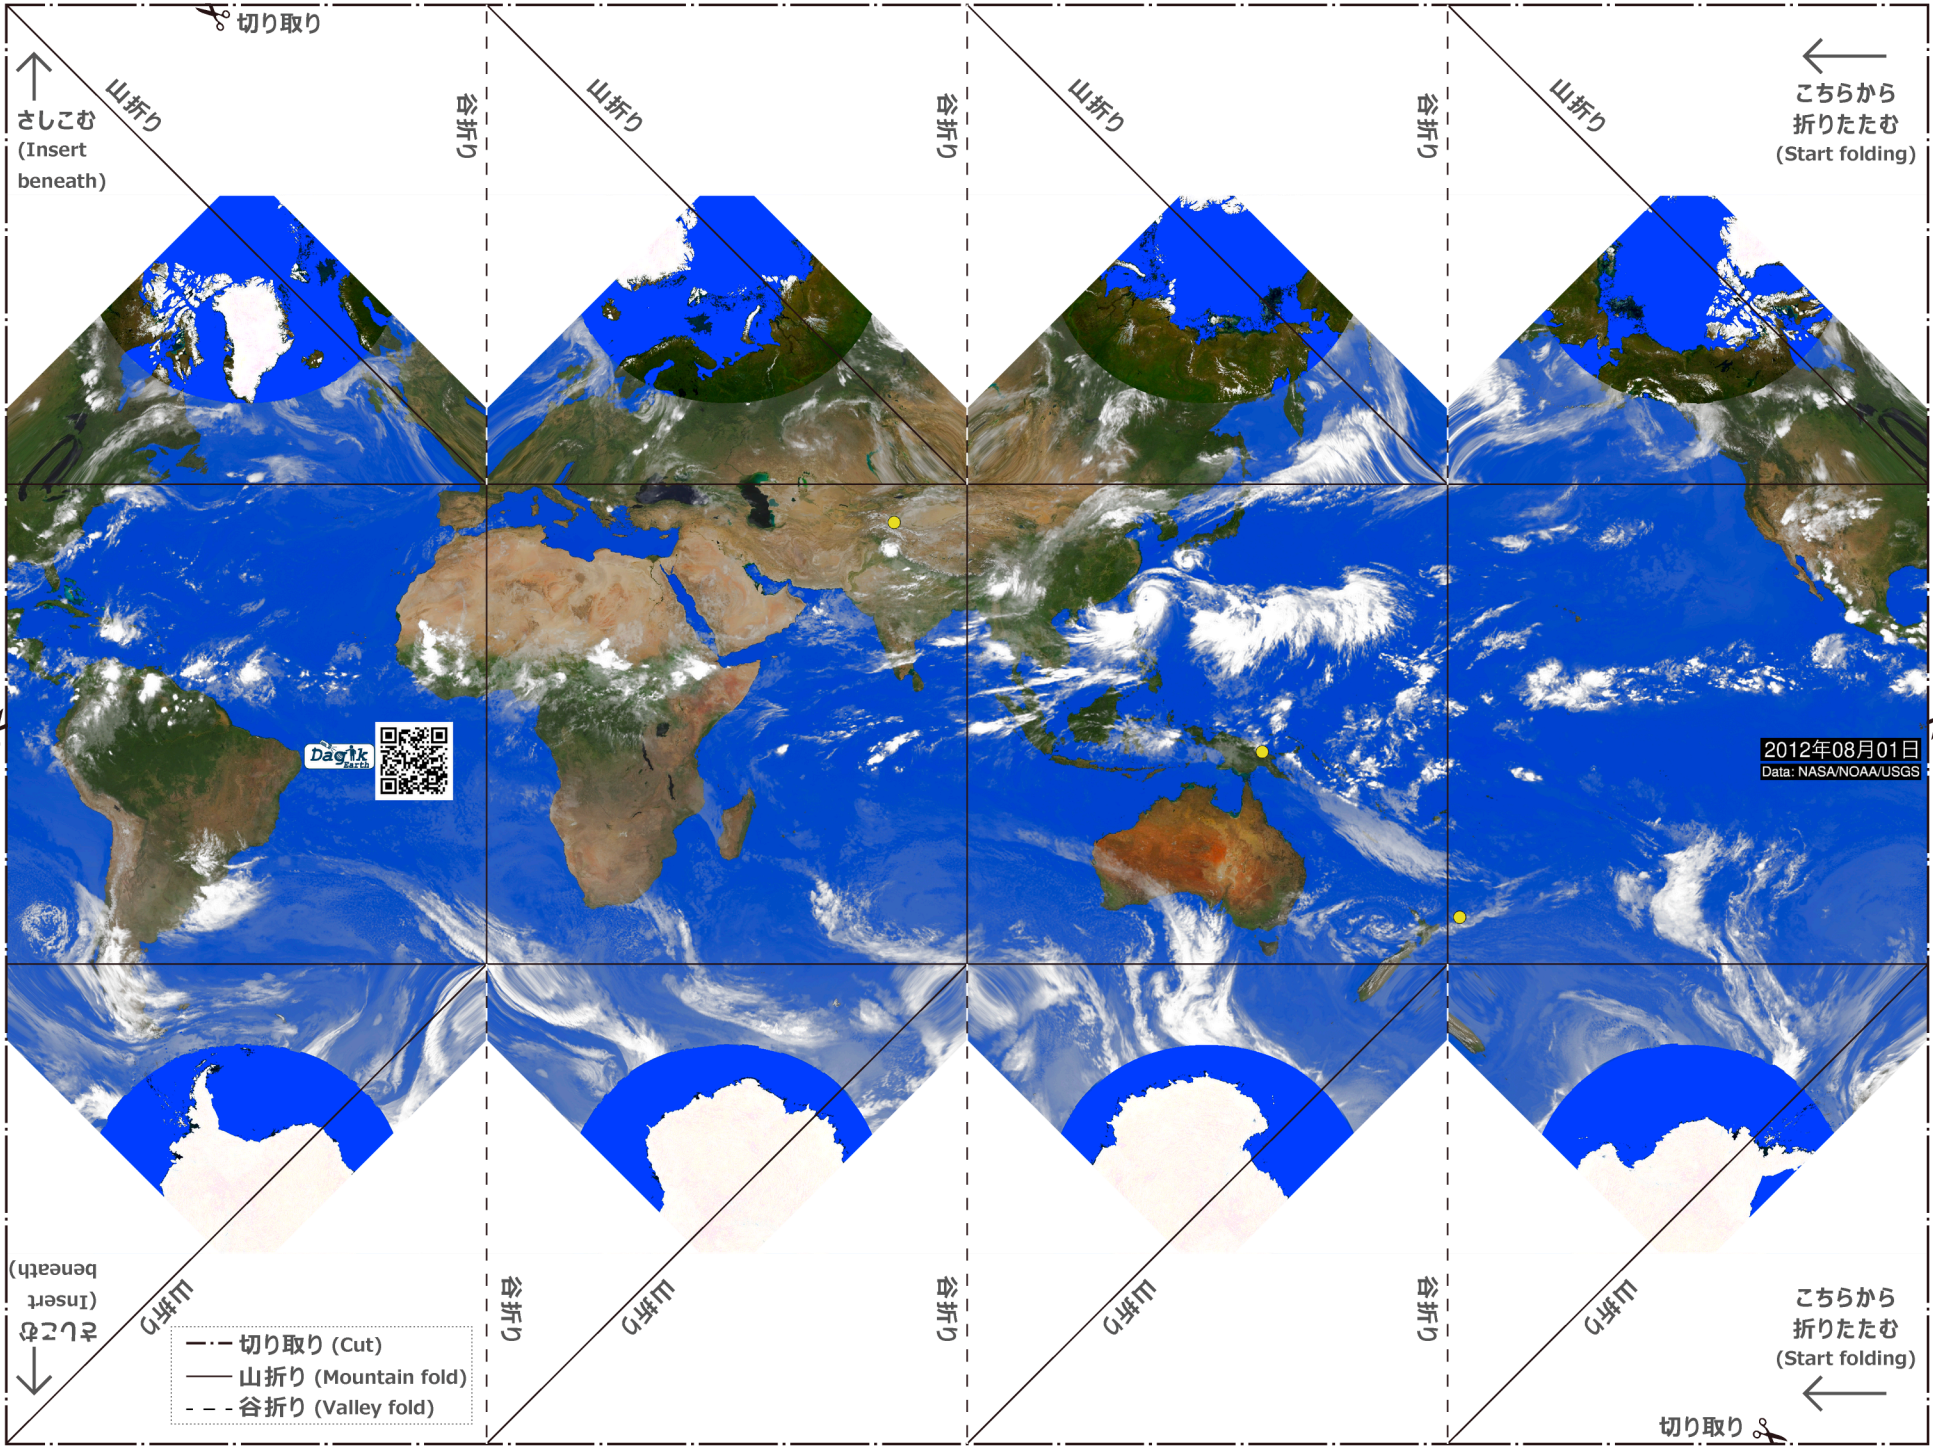 切り取り
山折り
谷折り
山折り
谷折り
山折り
谷折り
山折り
さしこむ
(Insert
beneath)
こちらから
折りたたむ
(Start folding)
Dagik
Earth
2012年08月01日
Data: NASA/NOAA/USGS
さしこむ
(Insert
beneath)
山折り
谷折り
山折り
谷折り
山折り
谷折り
山折り
こちらから
折りたたむ
(Start folding)
切り取り (Cut)
山折り (Mountain fold)
谷折り (Valley fold)
切り取り